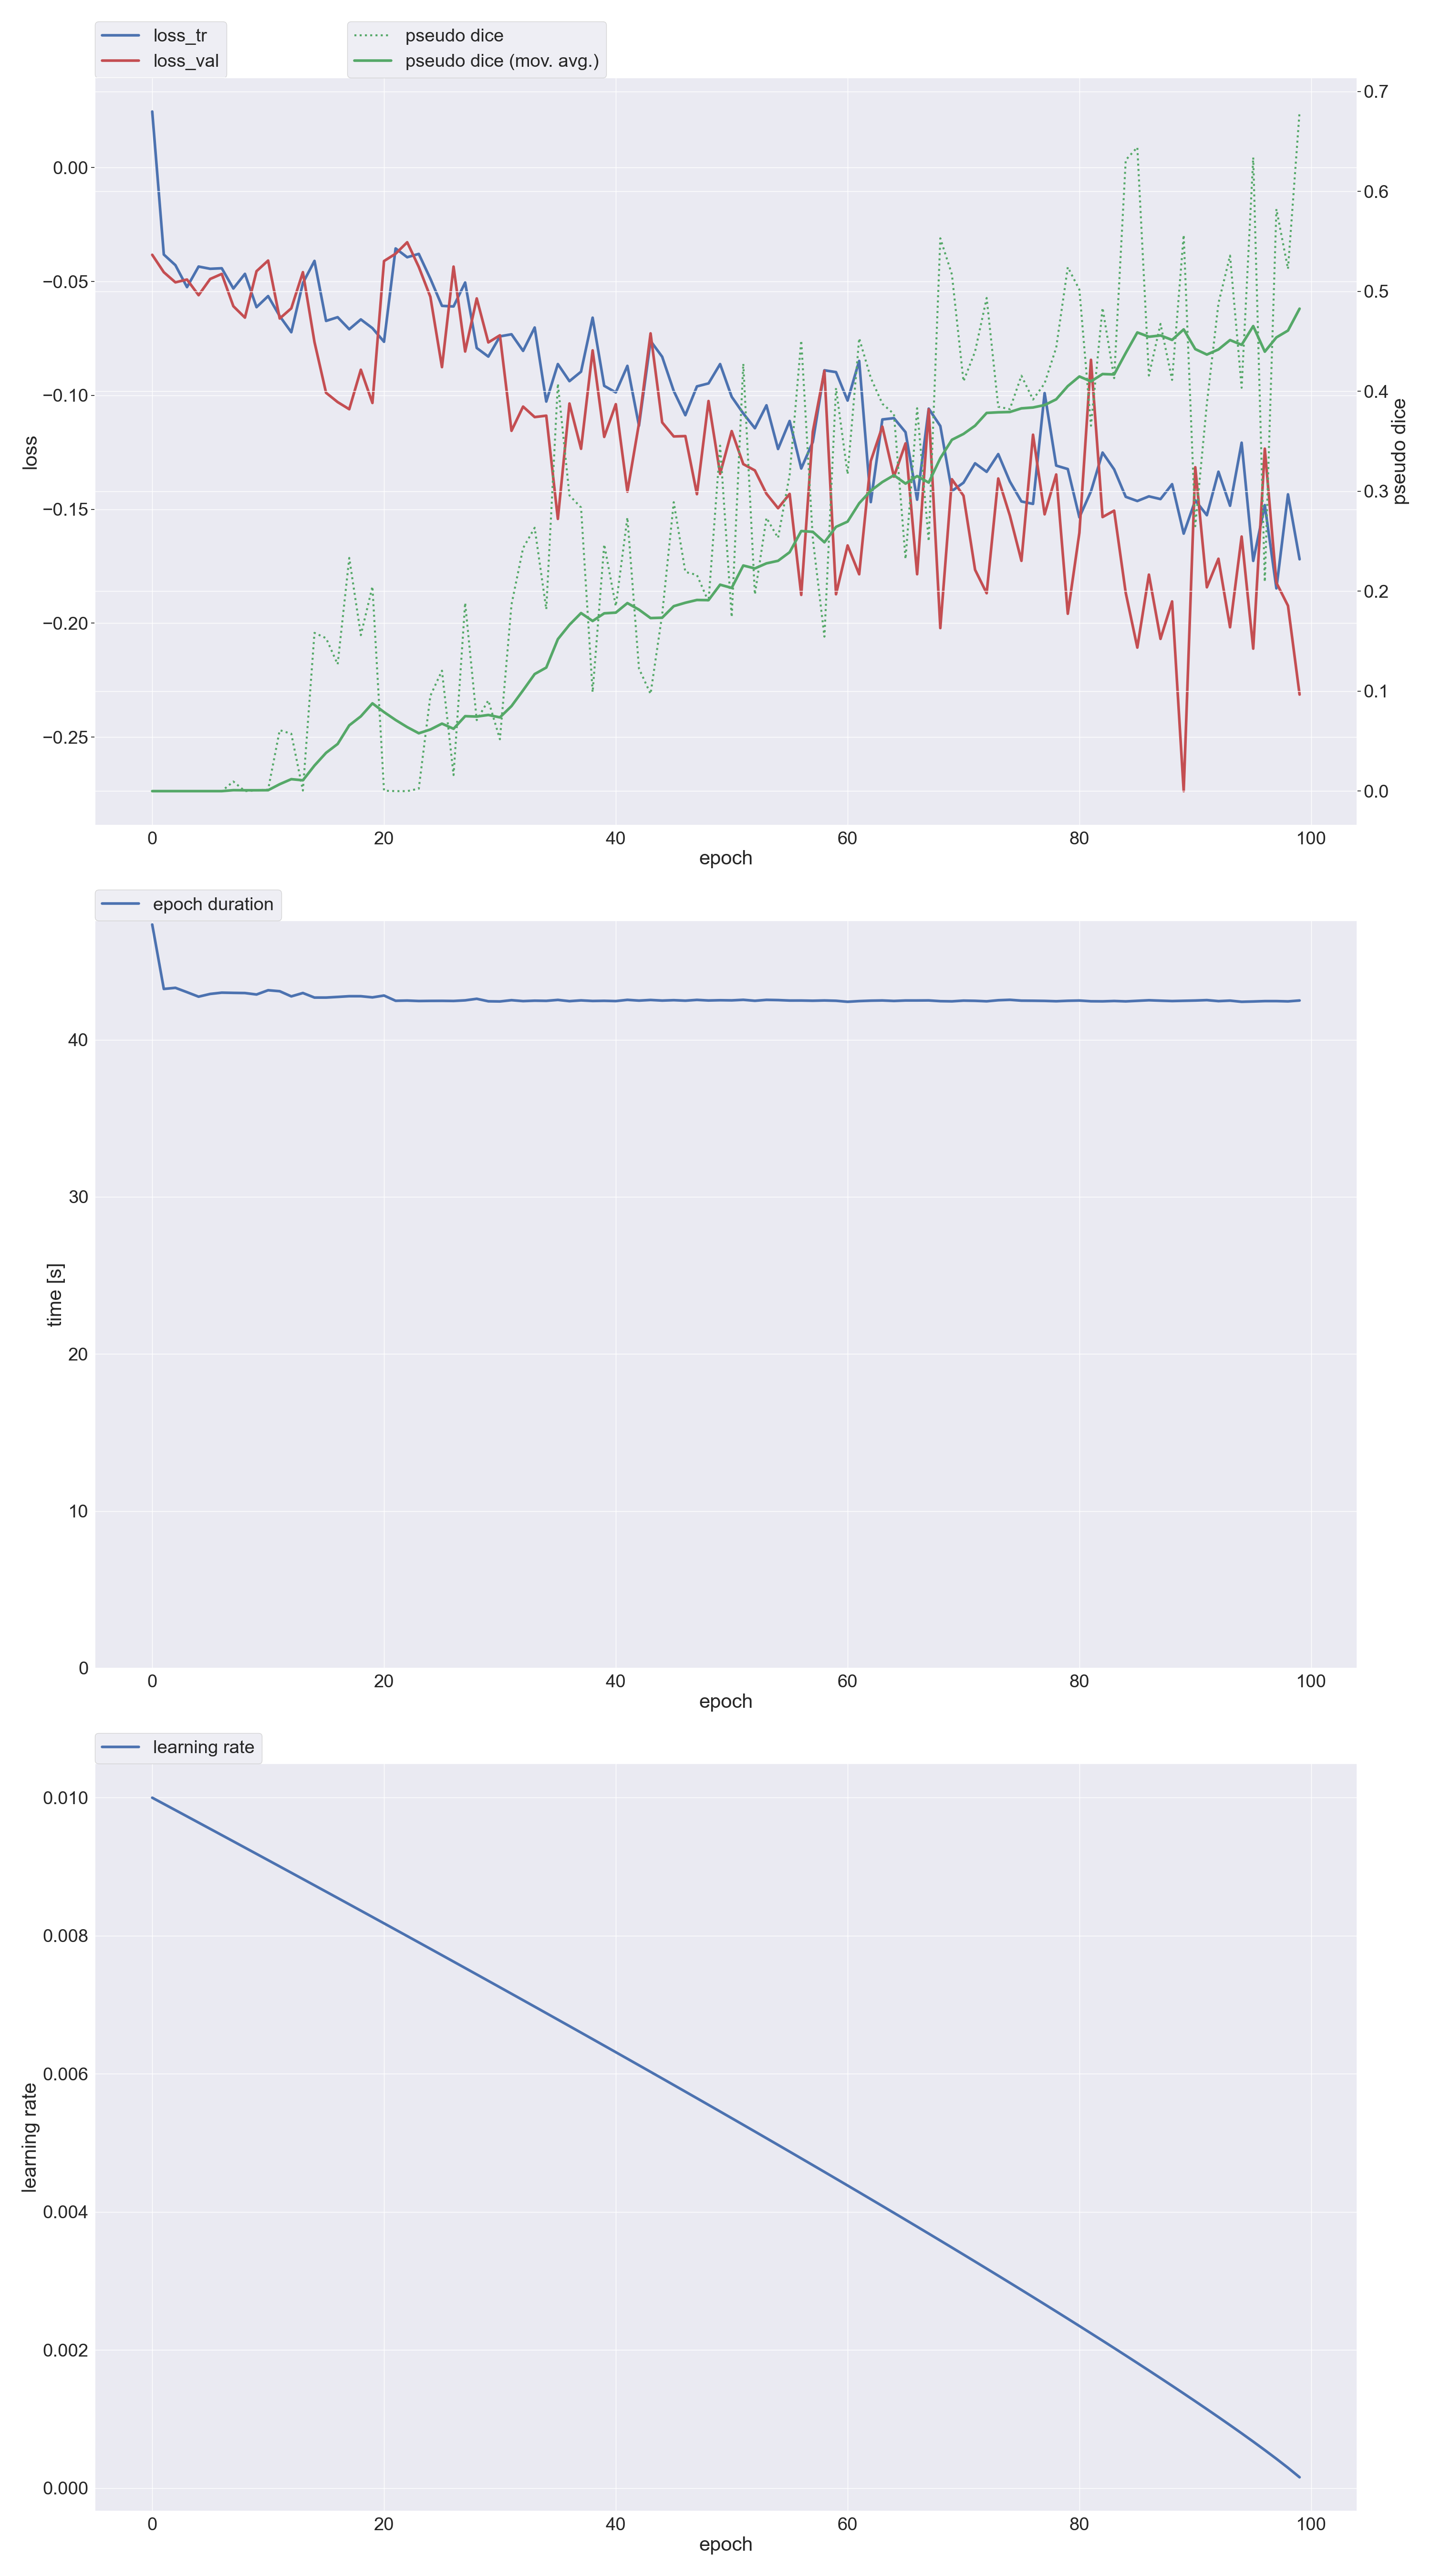 loss_tr
loss_val
pseudo dice
pseudo dice (mov. avg.)
0.00
−0.05
−0.10
−0.15
−0.20
−0.25
loss
0.7
0.6
0.5
0.4
0.3
0.2
0.1
0.0
pseudo dice
0 20 40 60 80 100
epoch
epoch duration
40
30
20
10
0
time [s]
0 20 40 60 80 100
epoch
learning rate
0.010
0.008
0.006
0.004
0.002
0.000
learning rate
0 20 40 60 80 100
epoch